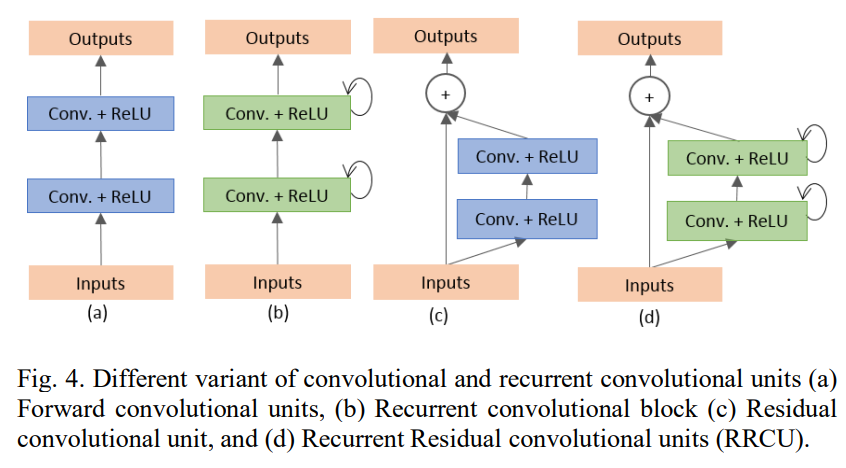 Outputs
Outputs
Outputs
Outputs
+
+
Conv. + ReLU
Conv. + ReLU
Conv. + ReLU
Conv. + ReLU
Conv. + ReLU
Conv. + ReLU
Conv. + ReLU
Conv. + ReLU
Inputs
Inputs
Inputs
Inputs
(a)
(b)
(c)
(d)
Fig. 4. Different variant of convolutional and recurrent convolutional units (a)
Forward convolutional units, (b) Recurrent convolutional block (c) Residual
convolutional unit, and (d) Recurrent Residual convolutional units (RRCU).